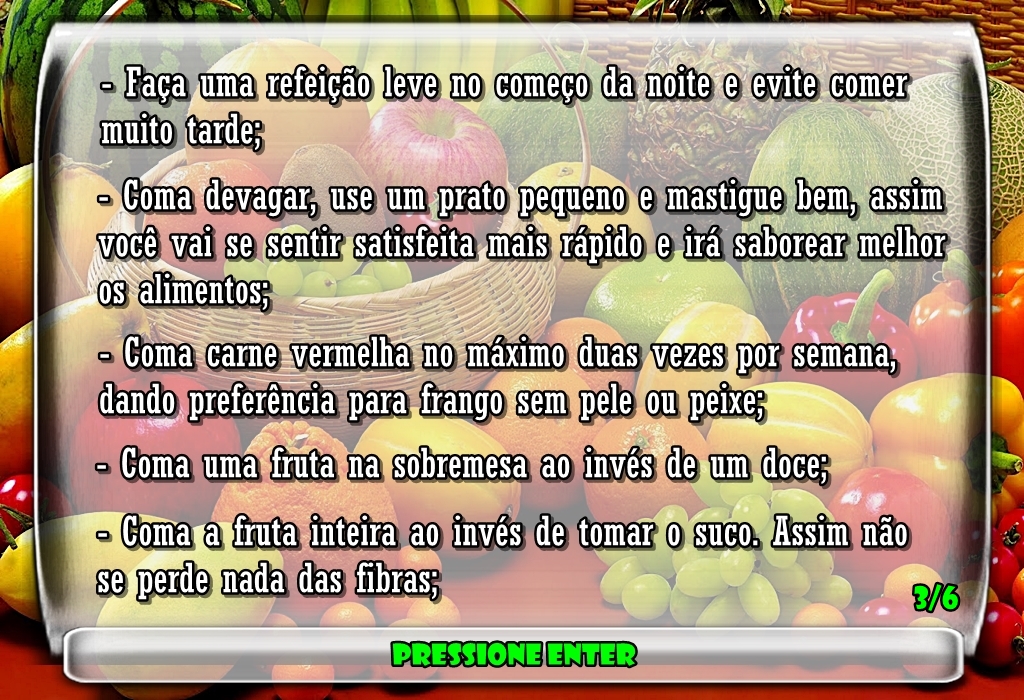 - Faça uma refeição leve no começo da noite e evite comer
muito tarde;
- Coma devagar, use um prato pequeno e mastigue bem, assim
você vai se sentir satisfeita mais rápido e irá saborear melhor
os alimentos;
- Coma carne vermelha no máximo duas vezes por semana,
dando preferência para frango sem pele ou peixe;
- Coma uma fruta na sobremesa ao invés de um doce;
- Coma a fruta inteira ao invés de tomar o suco. Assim não
se perde nada das fibras;
3/6
PRESSIONE ENTER